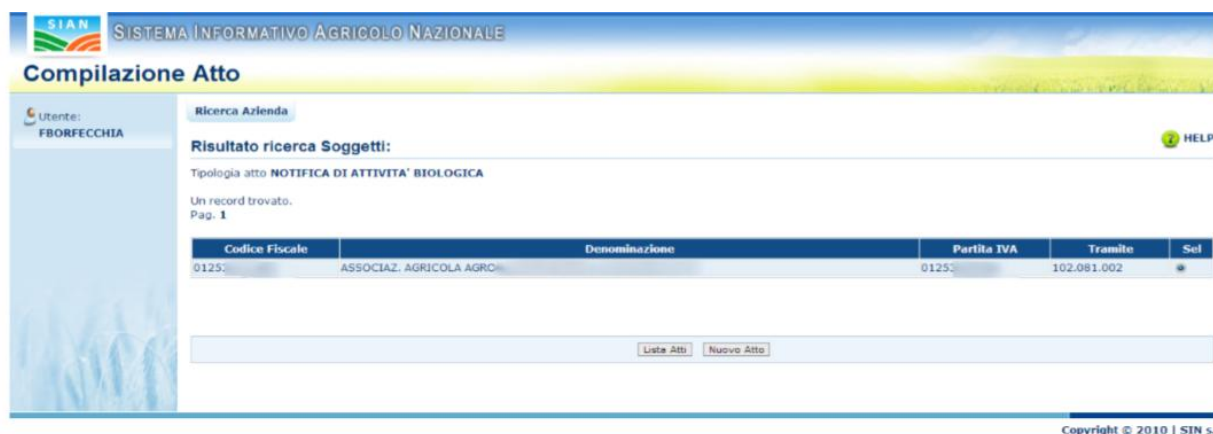 SIAN
SISTEMA INFORMATIVO AGRICOLO NAZIONALE
Compilazione Atto
Utente:
FBORFECCHIA
Ricerca Azienda
HELP
Risultato ricerca Soggetti:
Tipologia atto NOTIFICA DI ATTIVITA' BIOLOGICA
Un record trovato.
Pag. 1
Codice Fiscale Denominazione Partita IVA Tramite Sel
0125 ASSOCIAZ. AGRICOLA AGRO 0125 102.081.002
Lista Atti Nuovo Atto
Copyright © 2010 | SIN s.